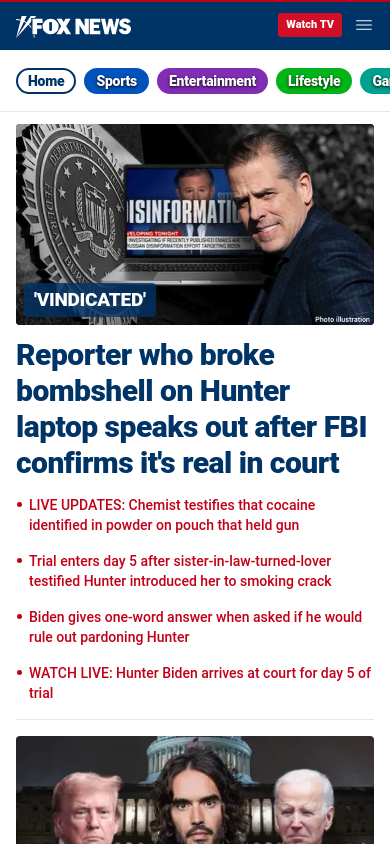 FOX NEWS
Watch TV
Home
Sports
Entertainment
Lifestyle
Ga
ISINFORMATI
VELOPING TONIGHT
INVESTIGATING IF RECENTLY PUBLISHED EMAILS ARE
RUSSIAN DISINFORMATION EFFORT TARGETING BIDEN
'VINDICATED'
Photo illustration
Reporter who broke
bombshell on Hunter
laptop speaks out after FBI
confirms it's real in court
• LIVE UPDATES: Chemist testifies that cocaine
identified in powder on pouch that held gun
• Trial enters day 5 after sister-in-law-turned-lover
testified Hunter introduced her to smoking crack
• Biden gives one-word answer when asked if he would
rule out pardoning Hunter
• WATCH LIVE: Hunter Biden arrives at court for day 5 of
trial